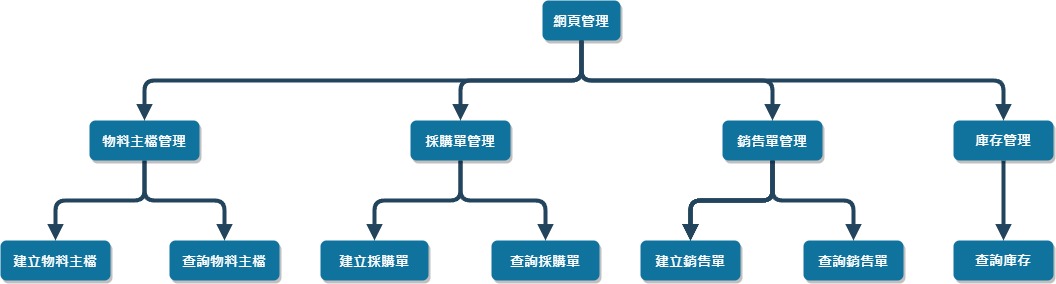 網頁管理
物料主檔管理
採購單管理
銷售單管理
庫存管理
建立物料主檔
查詢物料主檔
建立採購單
查詢採購單
建立銷售單
查詢銷售單
查詢庫存